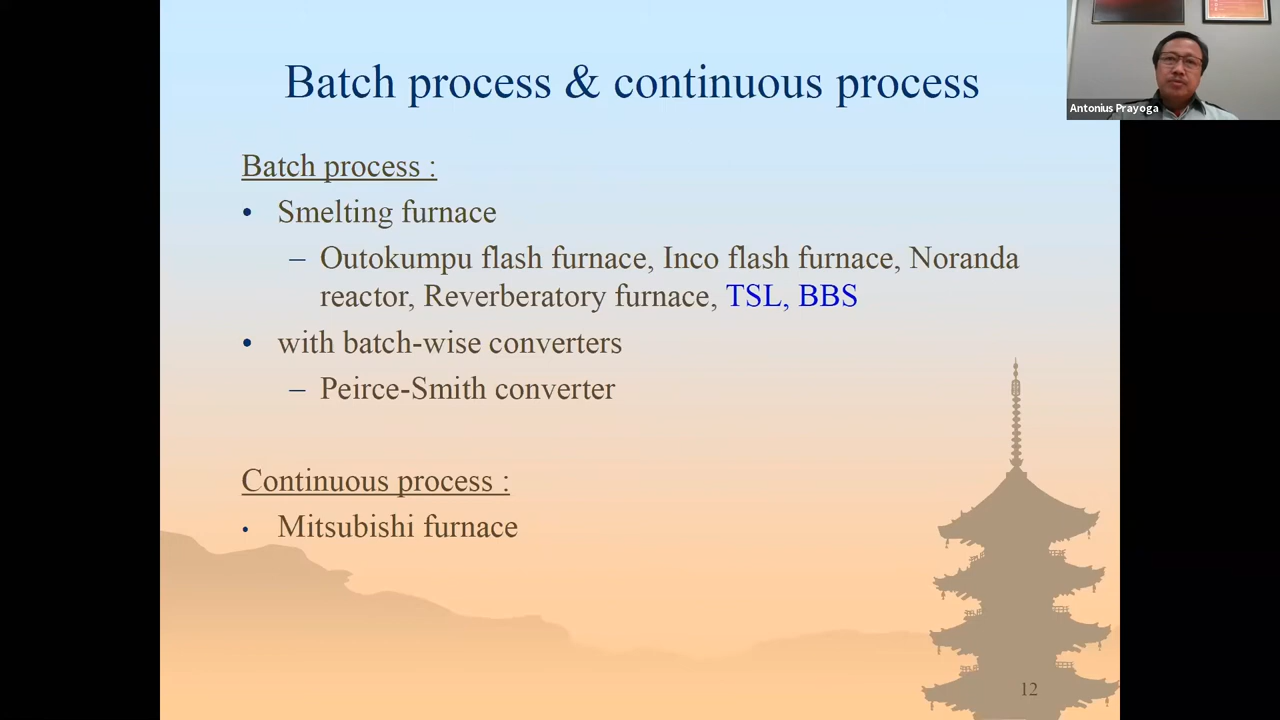 Batch process & continuous process
Antonius Prayoga
Batch process :
• Smelting furnace
– Outokumpu flash furnace, Inco flash furnace, Noranda
reactor, Reverberatory furnace, TSL, BBS
• with batch-wise converters
– Peirce-Smith converter
Continuous process :
• Mitsubishi furnace
12